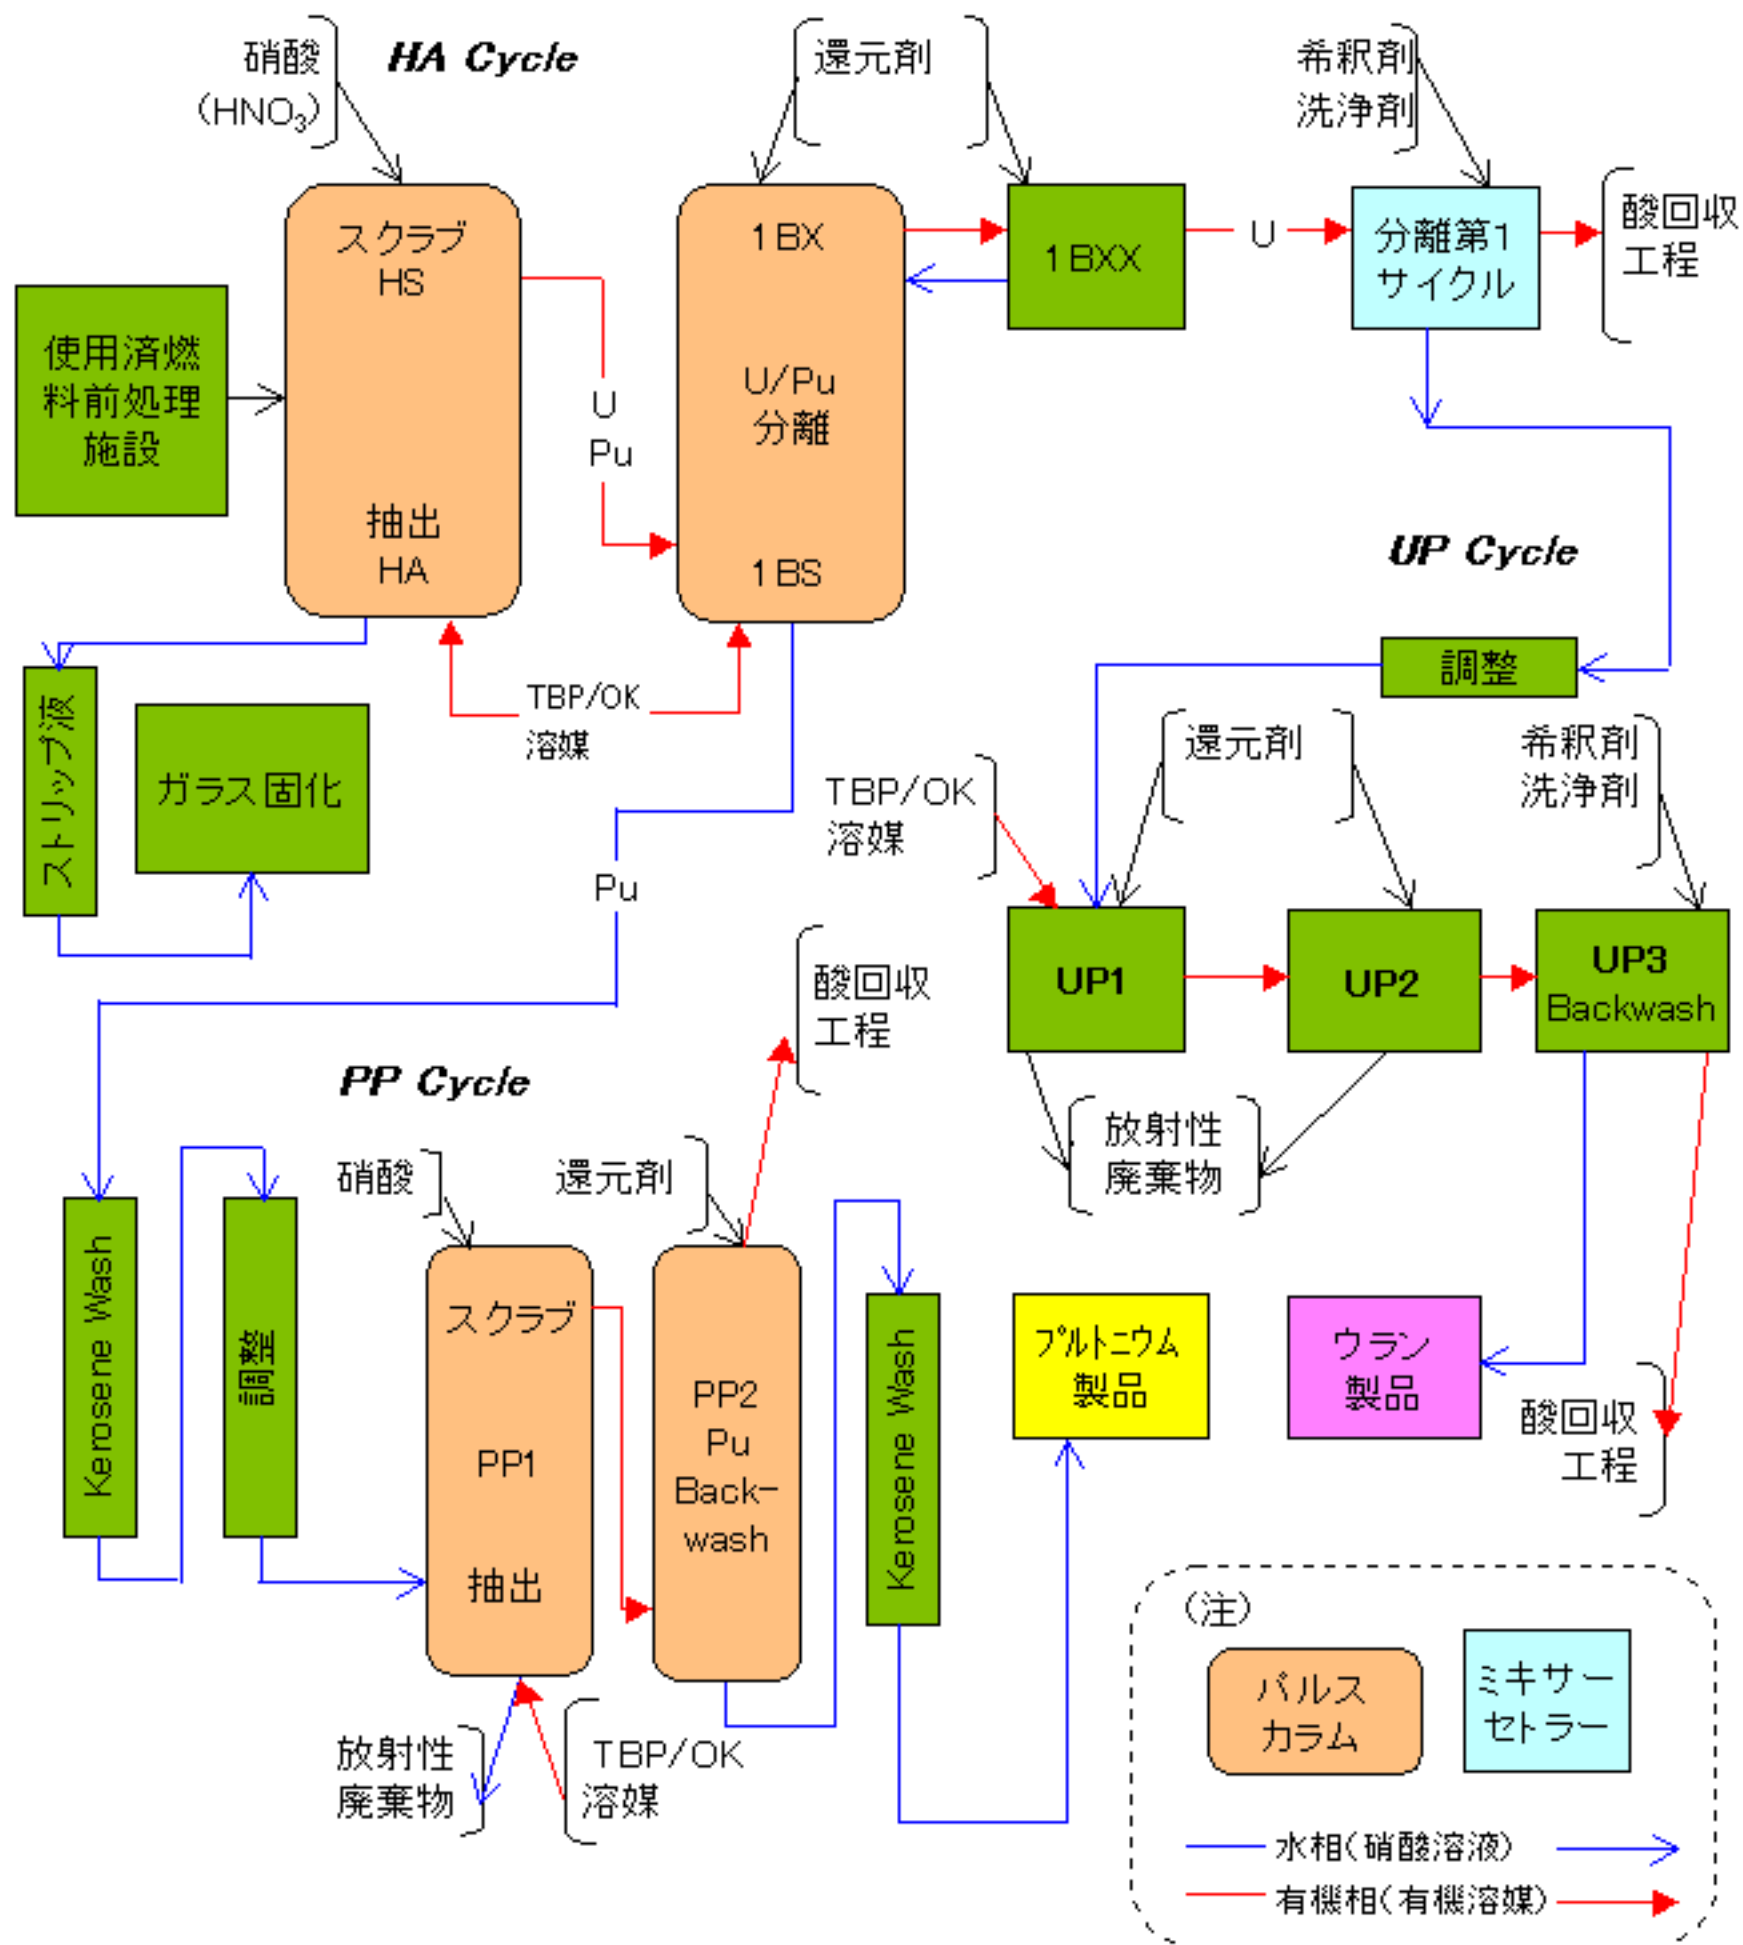 硝酸
(HNO₃)
HA Cycle
還元剤
希釈剤
洗浄剤
スクラブ
HS
抽出
HA
使用済燃
料前処理
施設
U
Pu
1BX
U/Pu
分離
1BS
1BXX
U
分離第1
サイクル
酸回収
工程
UP Cycle
調整
ストリップ液
ガラス固化
TBP/OK
溶媒
Pu
TBP/OK
溶媒
還元剤
希釈剤
洗浄剤
UP1
UP2
UP3
Backwash
酸回収
工程
放射性
廃棄物
PP Cycle
硝酸
還元剤
Kerosene Wash
調整
スクラブ
PP1
抽出
PP2
Pu
Back-
wash
Kerosene Wash
プルトニウム
製品
ウラン
製品
酸回収
工程
放射性
廃棄物
TBP/OK
溶媒
(注)
パルス
カラム
ミキサー
セトラー
水相(硝酸溶液)
有機相(有機溶媒)